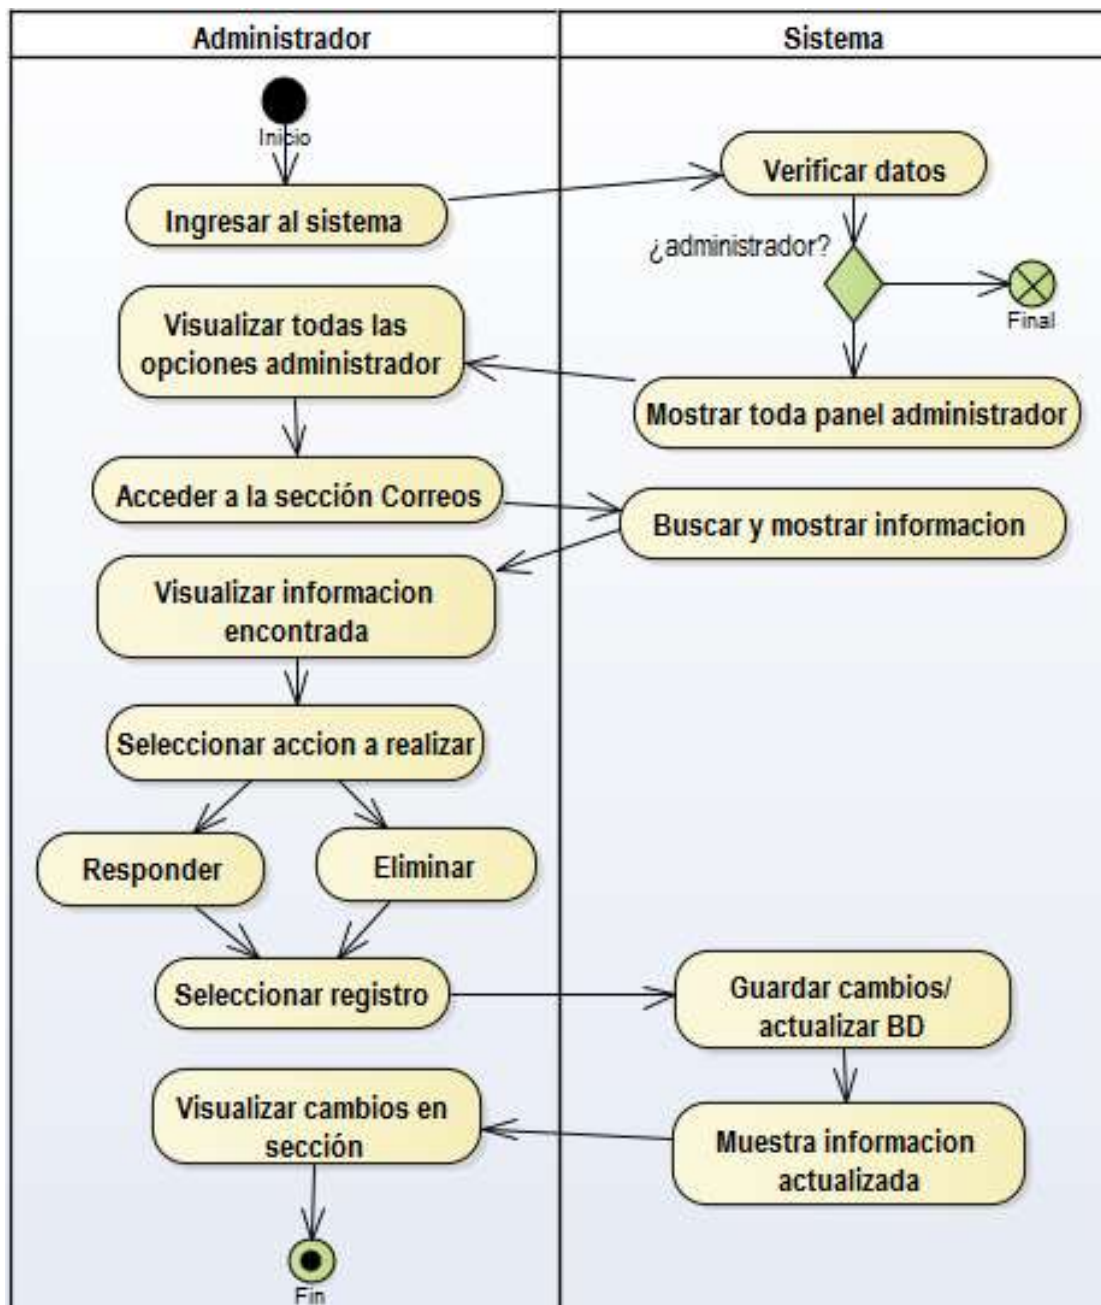 Administrador
Sistema
Inicio
Ingresar al sistema
Verificar datos
¿administrador?
Final
Visualizar todas las
opciones administrador
Mostrar toda panel administrador
Acceder a la sección Correos
Buscar y mostrar informacion
Visualizar informacion
encontrada
Seleccionar accion a realizar
Responder
Eliminar
Seleccionar registro
Guardar cambios/
actualizar BD
Visualizar cambios en
sección
Muestra informacion
actualizada
Fin